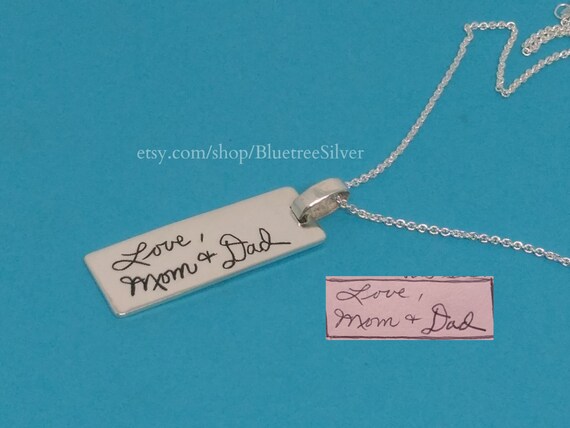 etsy.com/shop/BluetreeSilver
Love,
Mom & Dad
Love,
Mom & Dad